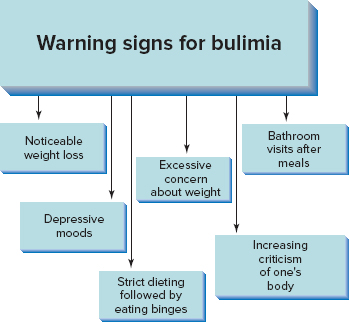 Warning signs for bulimia
Noticeable
weight loss
Depressive
moods
Strict dieting
followed by
eating binges
Excessive
concern
about weight
Increasing
criticism
of one's
body
Bathroom
visits after
meals